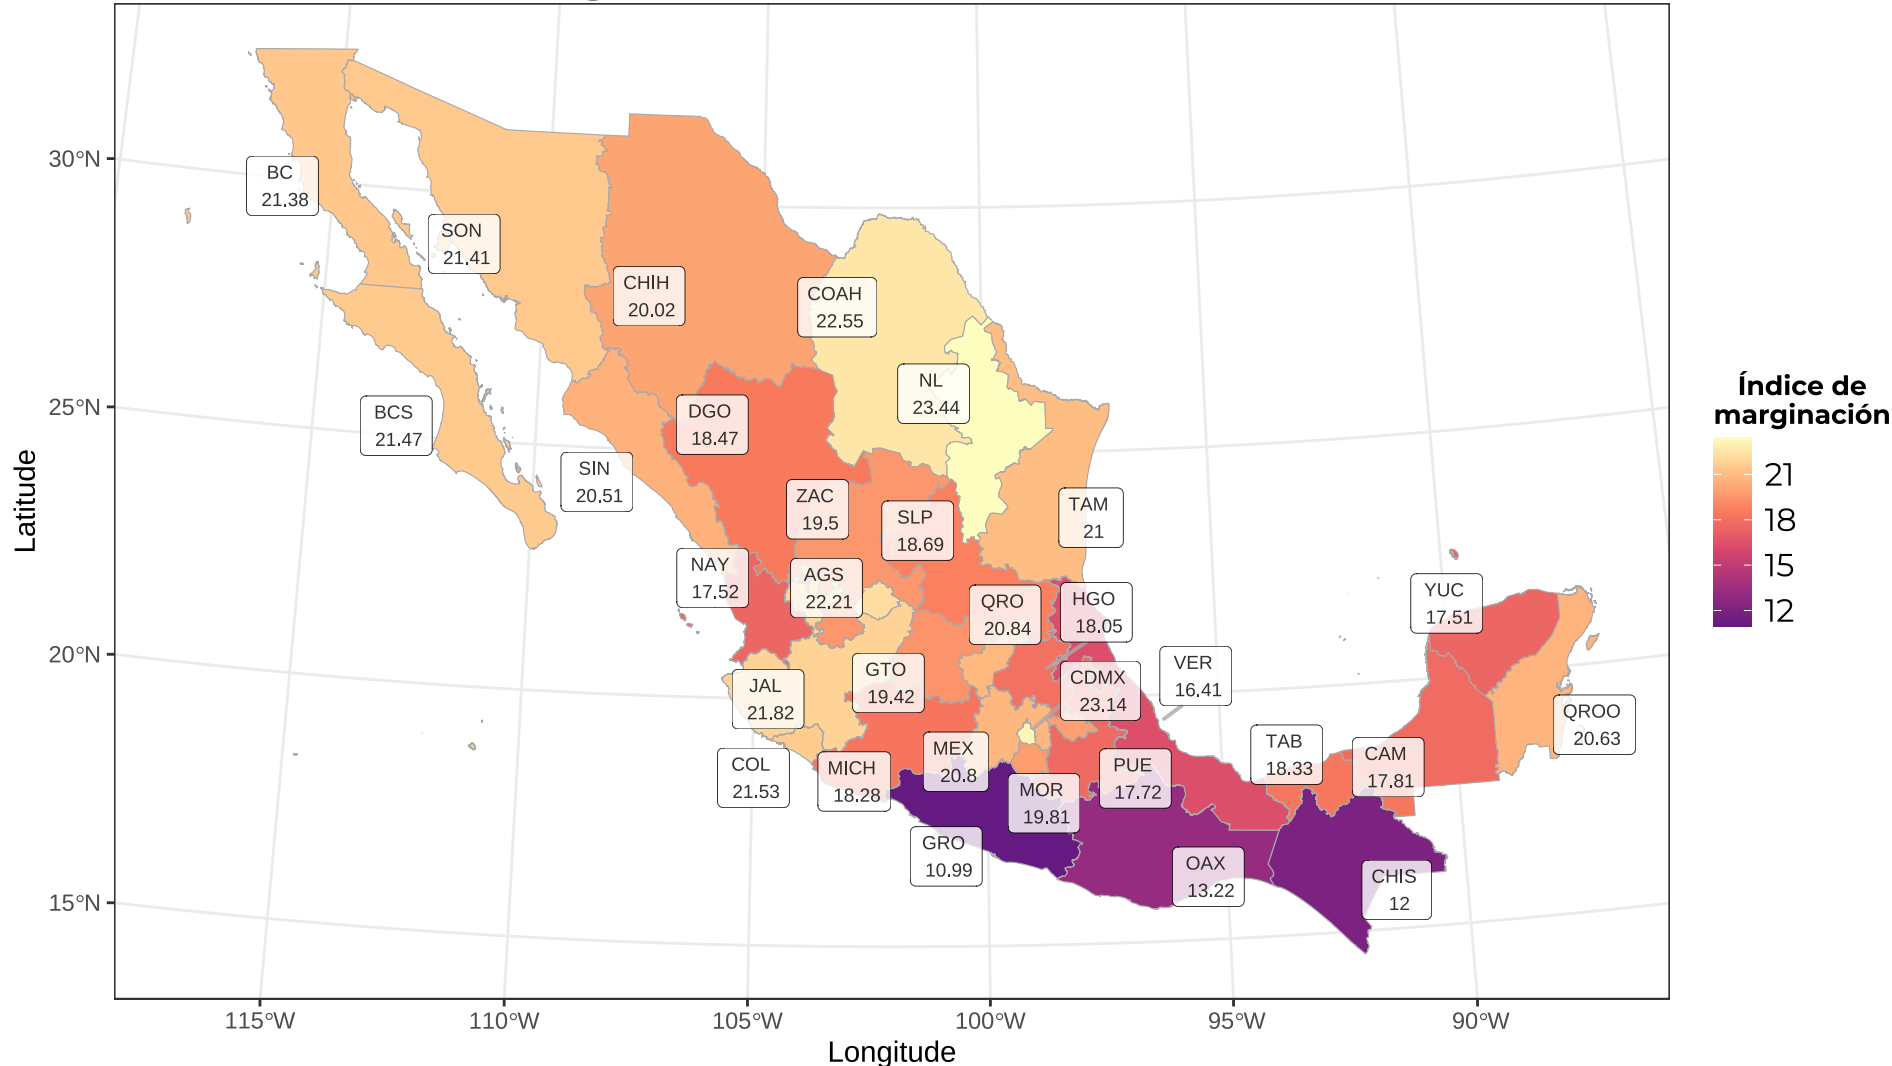 30°N
25°N
20°N
15°N
Latitude
115°W
110°W
105°W
100°W
95°W
90°W
Longitude
BC
21.38
SON
21.41
CHIH
20.02
COAH
22.55
NL
23.44
BCS
21.47
DGO
18.47
SIN
20.51
ZAC
19.5
SLP
18.69
TAM
21
NAY
17.52
AGS
22.21
QRO
20.84
HGO
18.05
YUC
17.51
JAL
21.82
GTO
19.42
CDMX
23.14
VER
16.41
QROO
20.63
COL
21.53
MICH
18.28
MEX
20.8
MOR
19.81
PUE
17.72
TAB
18.33
CAM
17.81
GRO
10.99
OAX
13.22
CHIS
12
Índice de
marginación
21
18
15
12